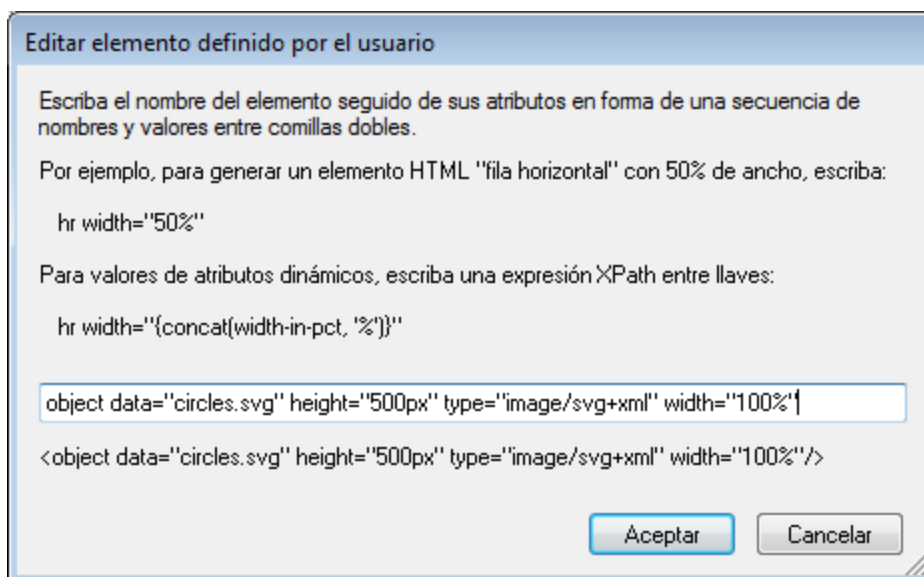 Editar elemento definido por el usuario
Escriba el nombre del elemento seguido de sus atributos en forma de una secuencia de
nombres y valores entre comillas dobles.
Por ejemplo, para generar un elemento HTML "fila horizontal" con 50% de ancho, escriba:
hr width="50%"
Para valores de atributos dinámicos, escriba una expresión XPath entre llaves:
hr width="{concat(width-in-pct, '%')}"
object data="circles.svg" height="500px" type="image/svg+xml" width="100%"
<object data="circles.svg" height="500px" type="image/svg+xml" width="100%"/>
Aceptar Cancelar